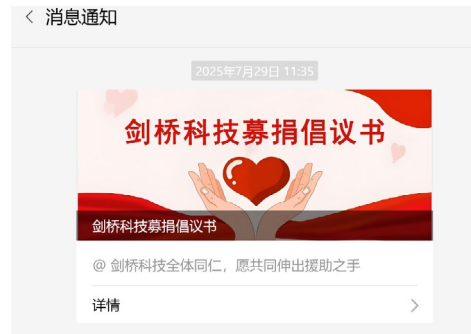 消息通知
2025年7月29日 11:35
剑桥科技募捐倡议书
剑桥科技募捐倡议书
@ 剑桥科技全体同仁，愿共同伸出援助之手
详情